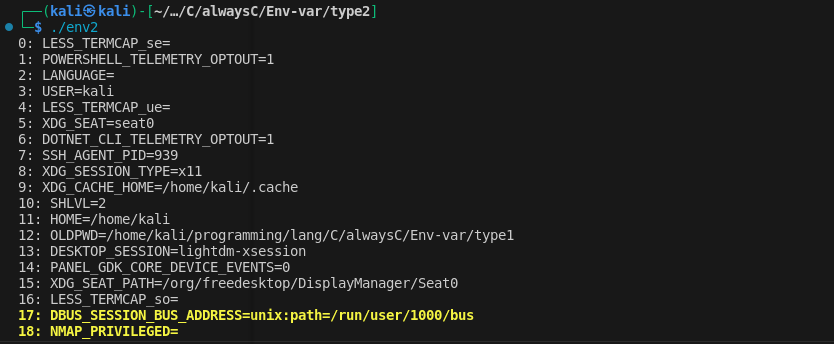 ┌──(kali㉿kali)-[~/…/C/alwaysC/Env-var/type2]
└─$ ./env2
0: LESS_TERMCAP_se=
1: POWERSHELL_TELEMETRY_OPTOUT=1
2: LANGUAGE=
3: USER=kali
4: LESS_TERMCAP_ue=
5: XDG_SEAT=seat0
6: DOTNET_CLI_TELEMETRY_OPTOUT=1
7: SSH_AGENT_PID=939
8: XDG_SESSION_TYPE=x11
9: XDG_CACHE_HOME=/home/kali/.cache
10: SHLVL=2
11: HOME=/home/kali
12: OLDPWD=/home/kali/programming/lang/C/alwaysC/Env-var/type1
13: DESKTOP_SESSION=lightdm-xsession
14: PANEL_GDK_CORE_DEVICE_EVENTS=0
15: XDG_SEAT_PATH=/org/freedesktop/DisplayManager/Seat0
16: LESS_TERMCAP_so=
17: DBUS_SESSION_BUS_ADDRESS=unix:path=/run/user/1000/bus
18: NMAP_PRIVILEGED=